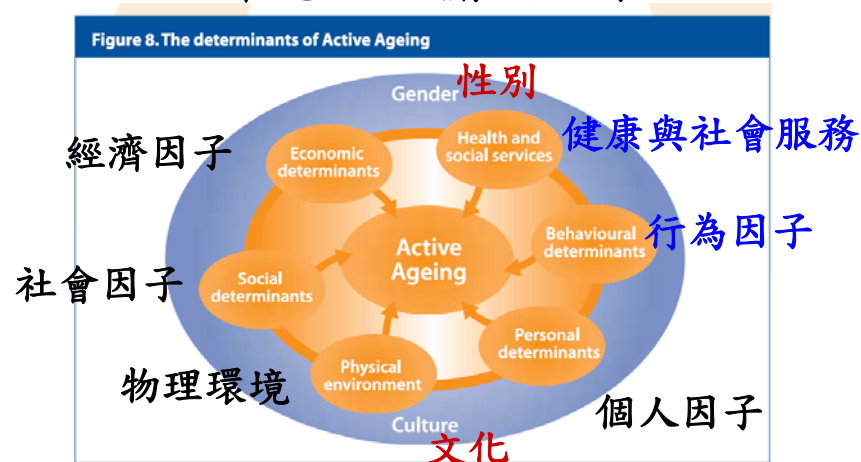 Figure 8. The determinants of Active Ageing
Gender
性別
Economic
determinants
經濟因子
Health and
social services
健康與社會服務
Active
Ageing
Behavioural
determinants
行為因子
Social
determinants
社會因子
Personal
determinants
個人因子
Physical
environment
物理環境
Culture
文化